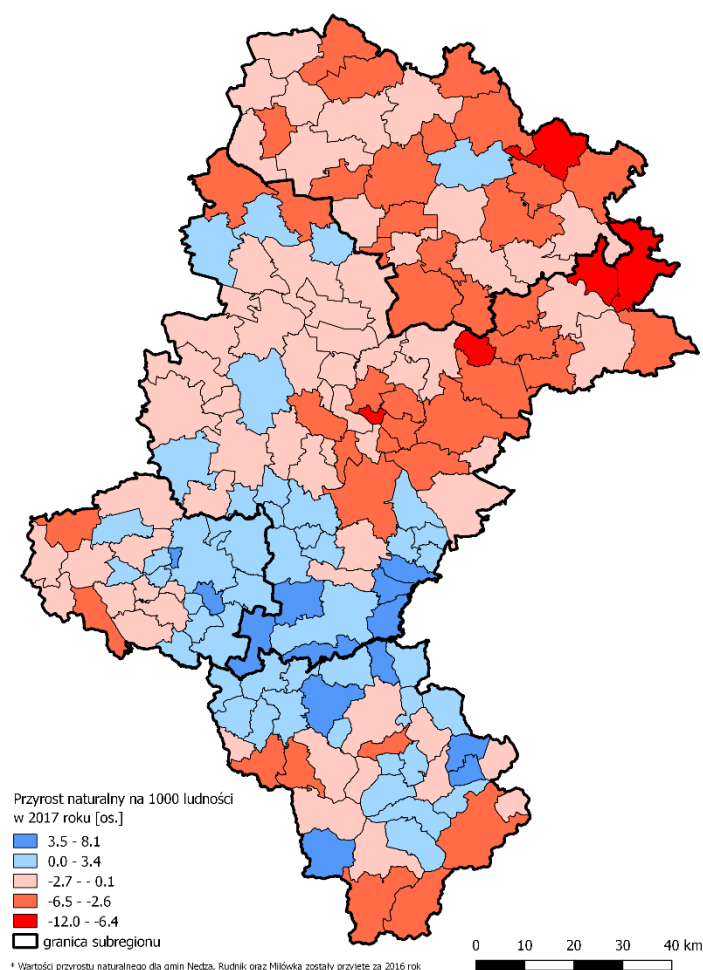 Przyrost naturalny na 1000 ludności
w 2017 roku [os.]
3.5 - 8.1
0.0 - 3.4
-2.7 - - 0.1
-6.5 - -2.6
-12.0 - -6.4
granica subregionu
* Wartości przyrostu naturalnego dla gmin Nędza, Rudnik oraz Milówka zostały przyjęte za 2016 rok
0 10 20 30 40 km